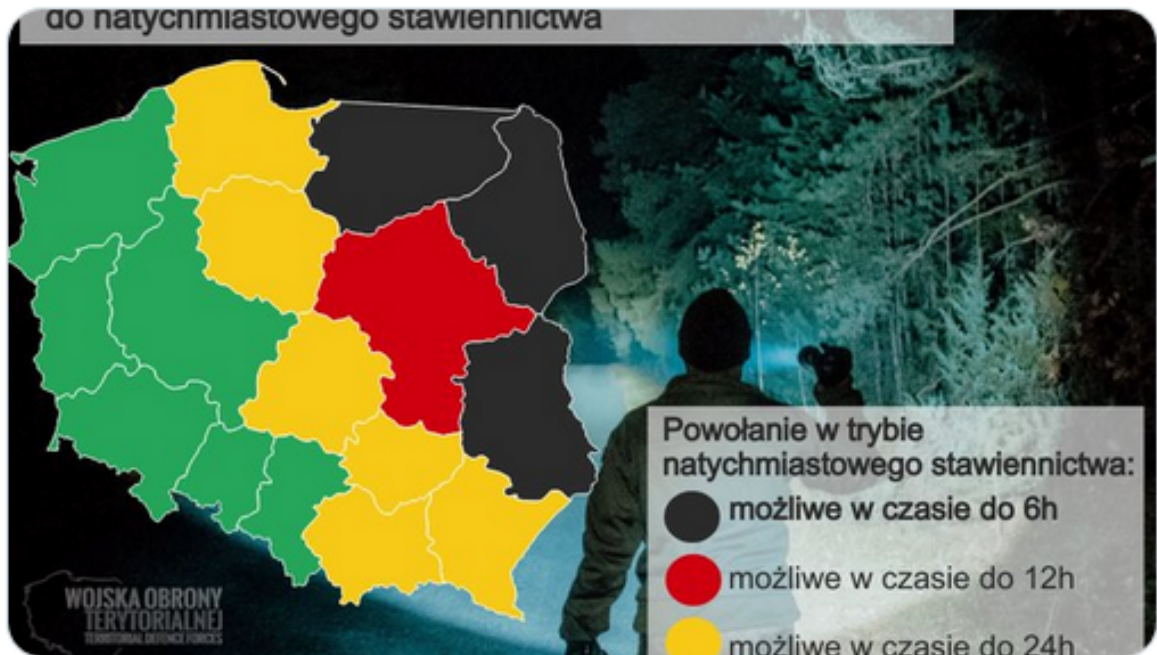 do natychmiastowego stawiennictwa
Powołanie w trybie
natychmiastowego stawiennictwa:
możliwe w czasie do 6h
możliwe w czasie do 12h
możliwe w czasie do 24h
WOJSKA OBRONY
TERYTORIALNEJ
TERRITORIAL DEFENCE FORCES